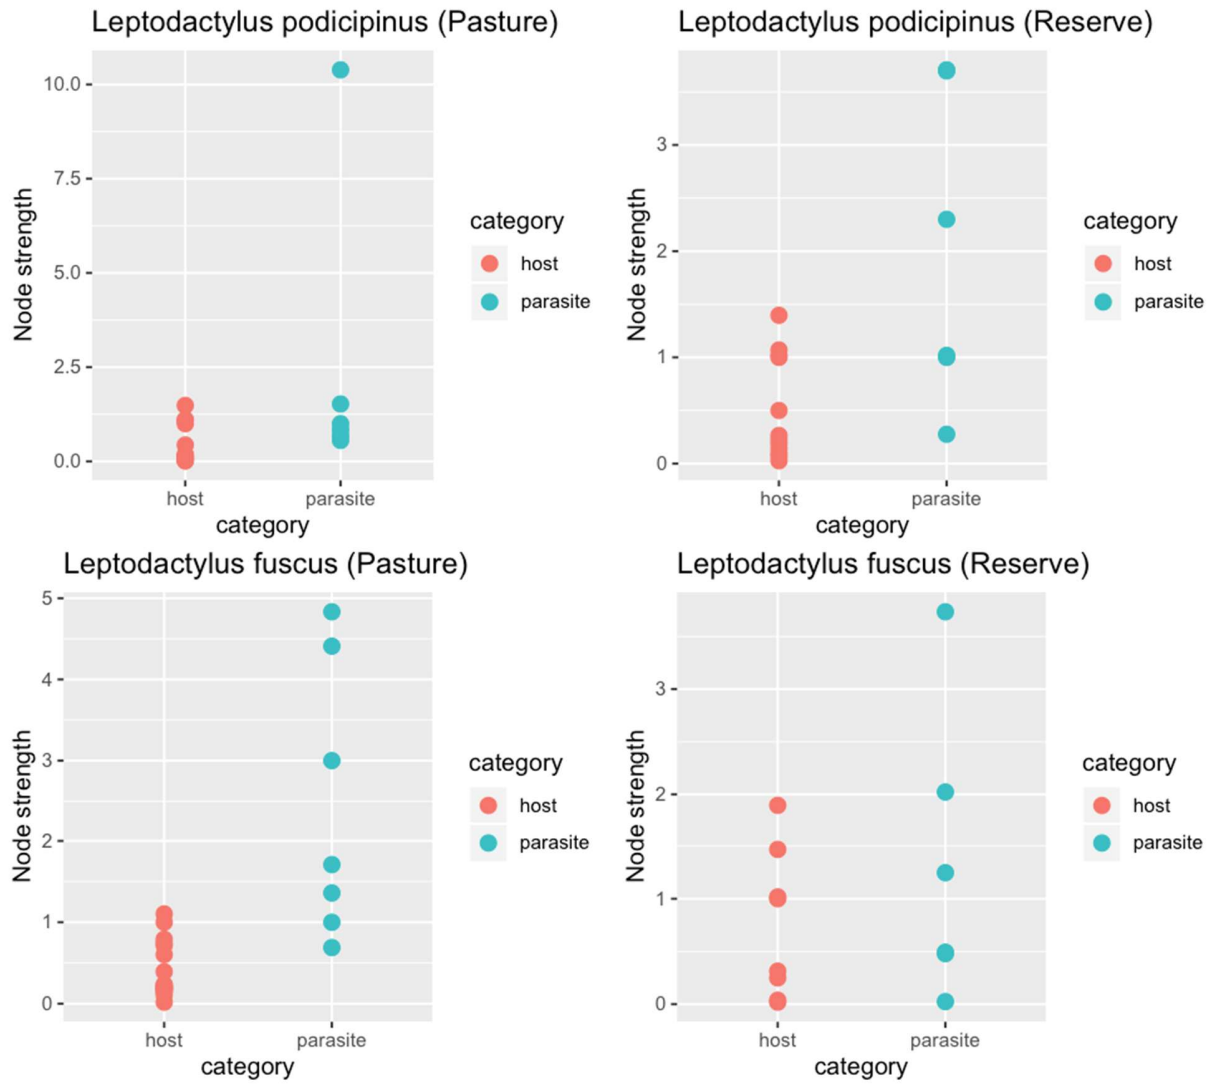 Leptodactylus podicipinus (Pasture)
Node strength
10.0
7.5
5.0
2.5
0.0
host
parasite
category
category
host
parasite
Leptodactylus podicipinus (Reserve)
Node strength
3
2
1
0
host
parasite
category
category
host
parasite
Leptodactylus fuscus (Pasture)
Node strength
5
4
3
2
1
0
host
parasite
category
category
host
parasite
Leptodactylus fuscus (Reserve)
Node strength
3
2
1
0
host
parasite
category
category
host
parasite